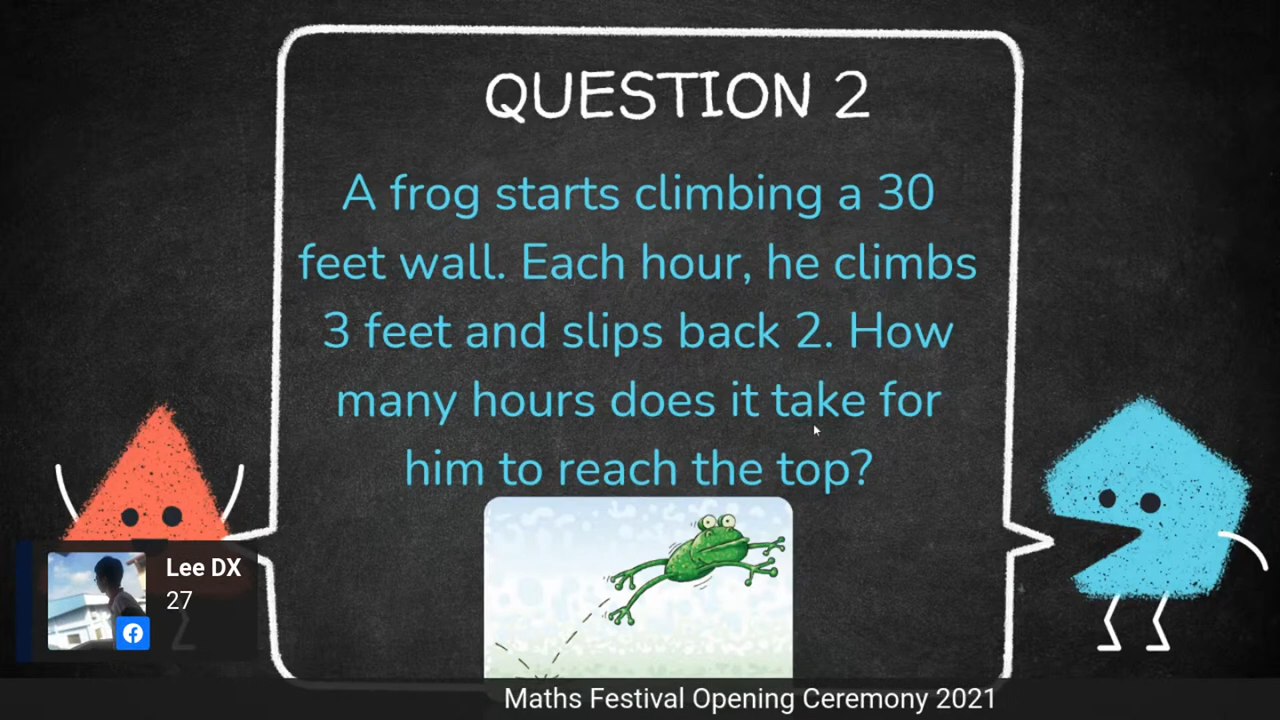 QUESTION 2
A frog starts climbing a 30
feet wall. Each hour, he climbs
3 feet and slips back 2. How
many hours does it take for
him to reach the top?
Lee DX
27
Maths Festival Opening Ceremony 2021